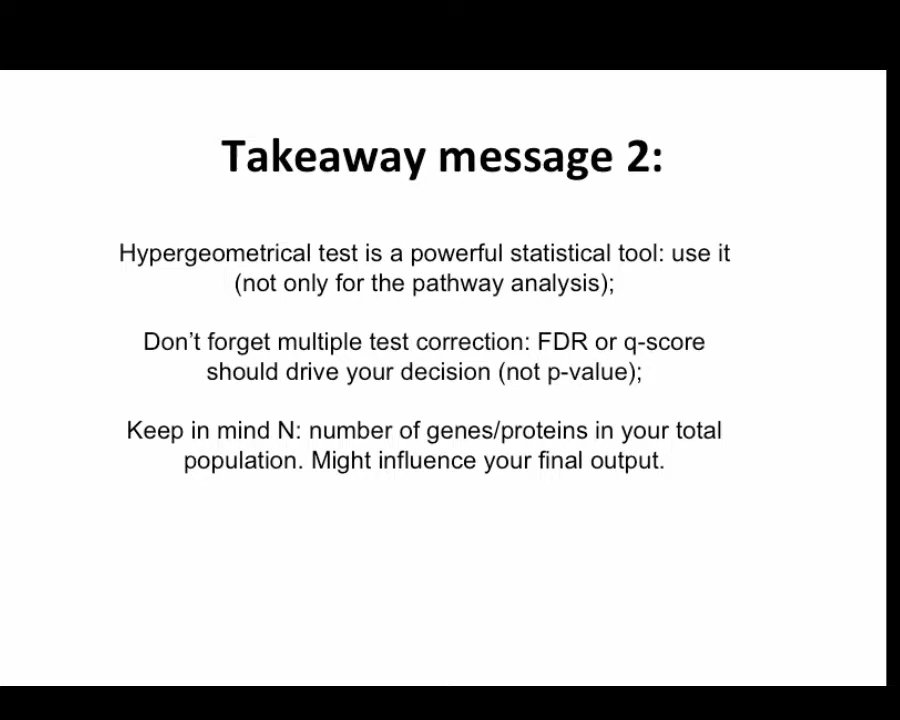 Takeaway message 2:
Hypergeometrical test is a powerful statistical tool: use it
(not only for the pathway analysis);
Don’t forget multiple test correction: FDR or q-score
should drive your decision (not p-value);
Keep in mind N: number of genes/proteins in your total
population. Might influence your final output.